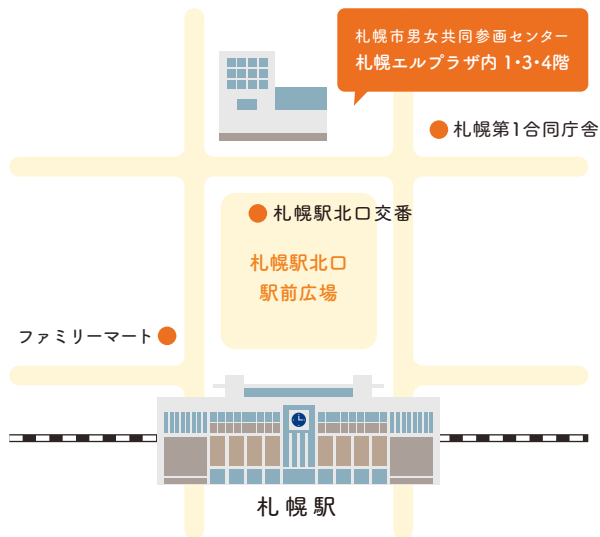 札幌市男女共同参画センター
札幌エルプラザ内 1・3・4階
札幌第1合同庁舎
札幌駅北口交番
札幌駅北口
駅前広場
ファミリーマート
札幌駅